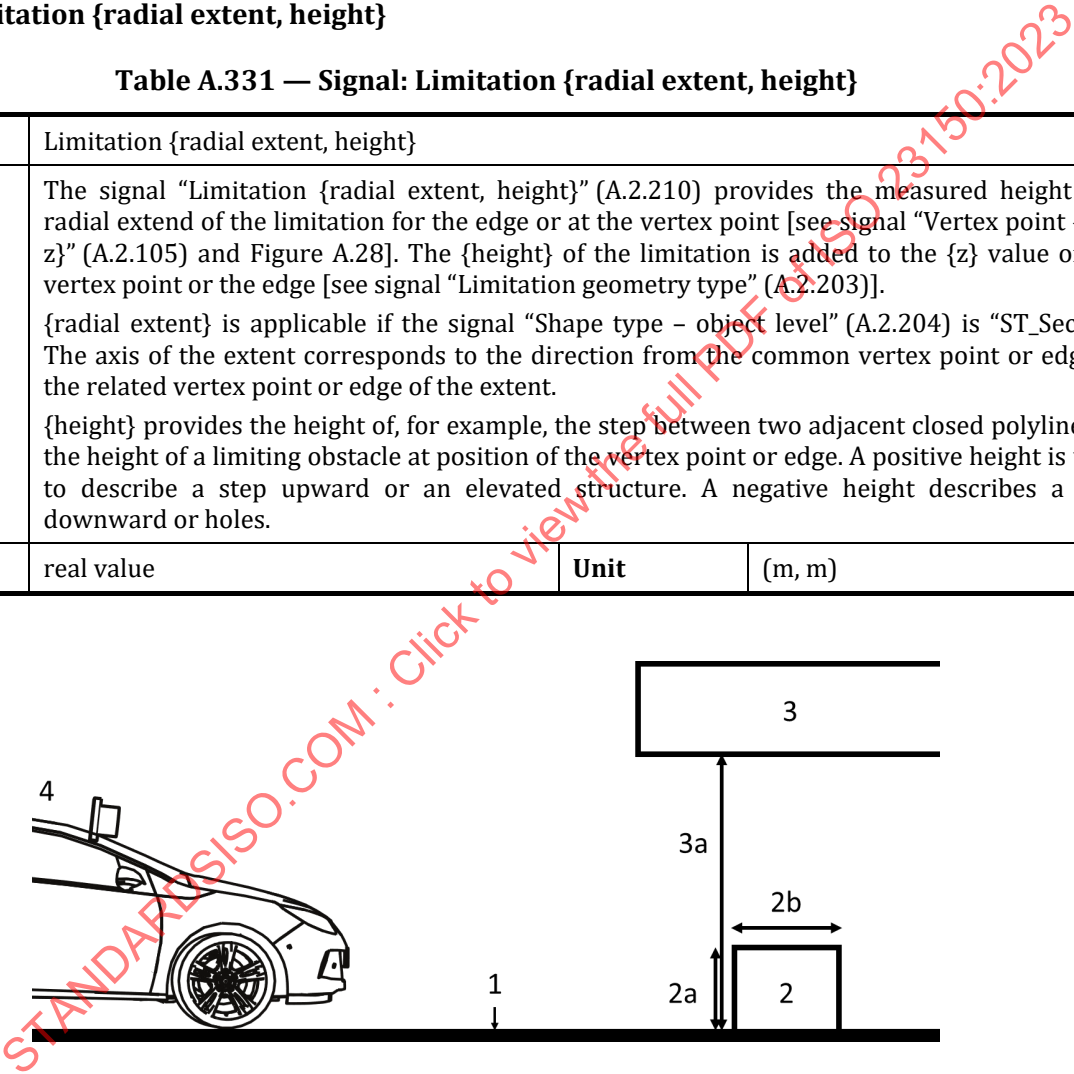 itation {radial extent, height}
Table A.331 — Signal: Limitation {radial extent, height}
Limitation {radial extent, height}
The signal “Limitation {radial extent, height}” (A.2.210) provides the measured height
radial extend of the limitation for the edge or at the vertex point [see signal “Vertex point
z}” (A.2.105) and Figure A.28]. The {height} of the limitation is added to the {z} value o
vertex point or the edge [see signal “Limitation geometry type” (A.2.203)].
{radial extent} is applicable if the signal “Shape type – object level” (A.2.204) is “ST_Sec
The axis of the extent corresponds to the direction from the common vertex point or edg
the related vertex point or edge of the extent.
{height} provides the height of, for example, the step between two adjacent closed polyline
the height of a limiting obstacle at position of the vertex point or edge. A positive height is
to describe a step upward or an elevated structure. A negative height describes a
downward or holes.
real value Unit (m, m)
3
4
3a
2b
1
2a
2
STANDARDSISO.COM : Click to view the full PDF of ISO 23150:2023